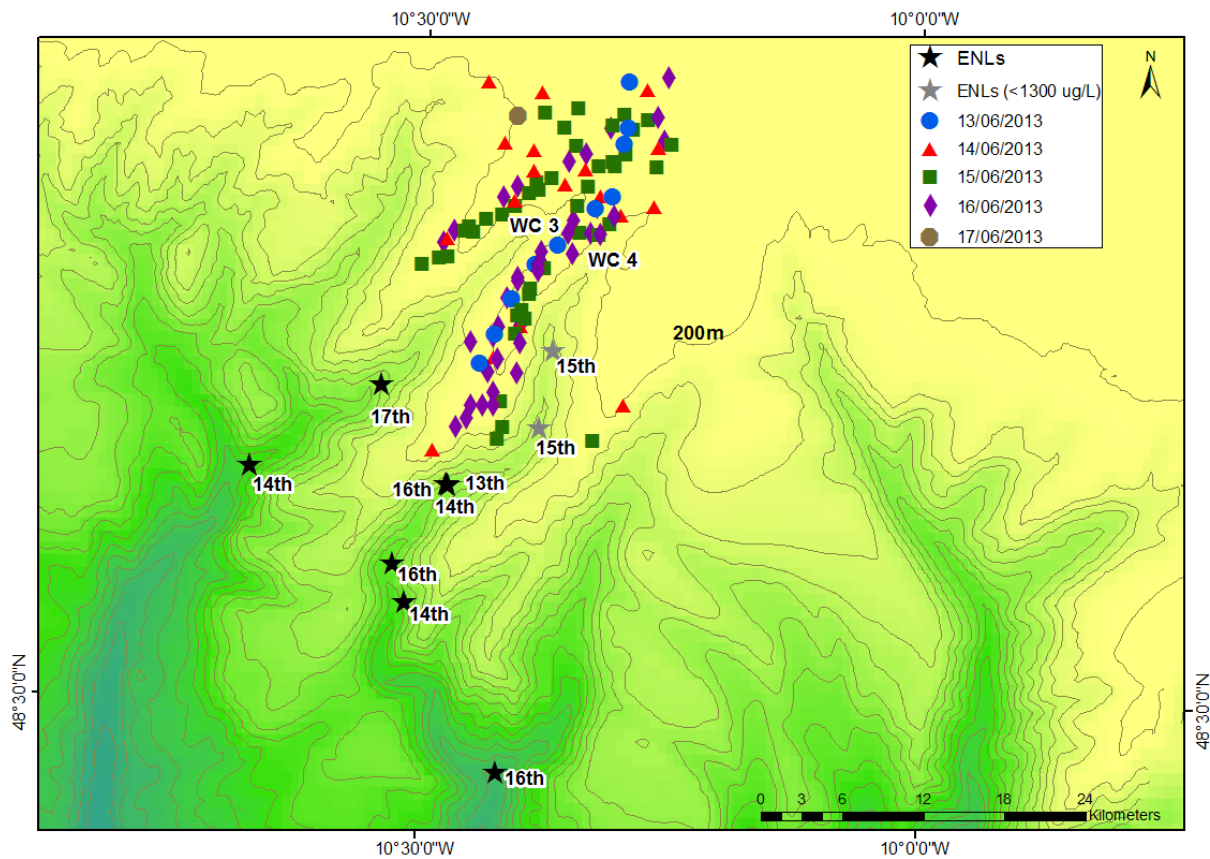 10°30'0"W
10°0'0"W
N
ENLs
ENLs (<1300 ug/L)
13/06/2013
14/06/2013
15/06/2013
16/06/2013
17/06/2013
WC 3
WC 4
200m
15th
17th
15th
14th
16th
13th
14th
16th
14th
48°30'0"N
48°30'0"N
16th
0 3 6 12 18 24
Kilometers
10°30'0"W
10°0'0"W